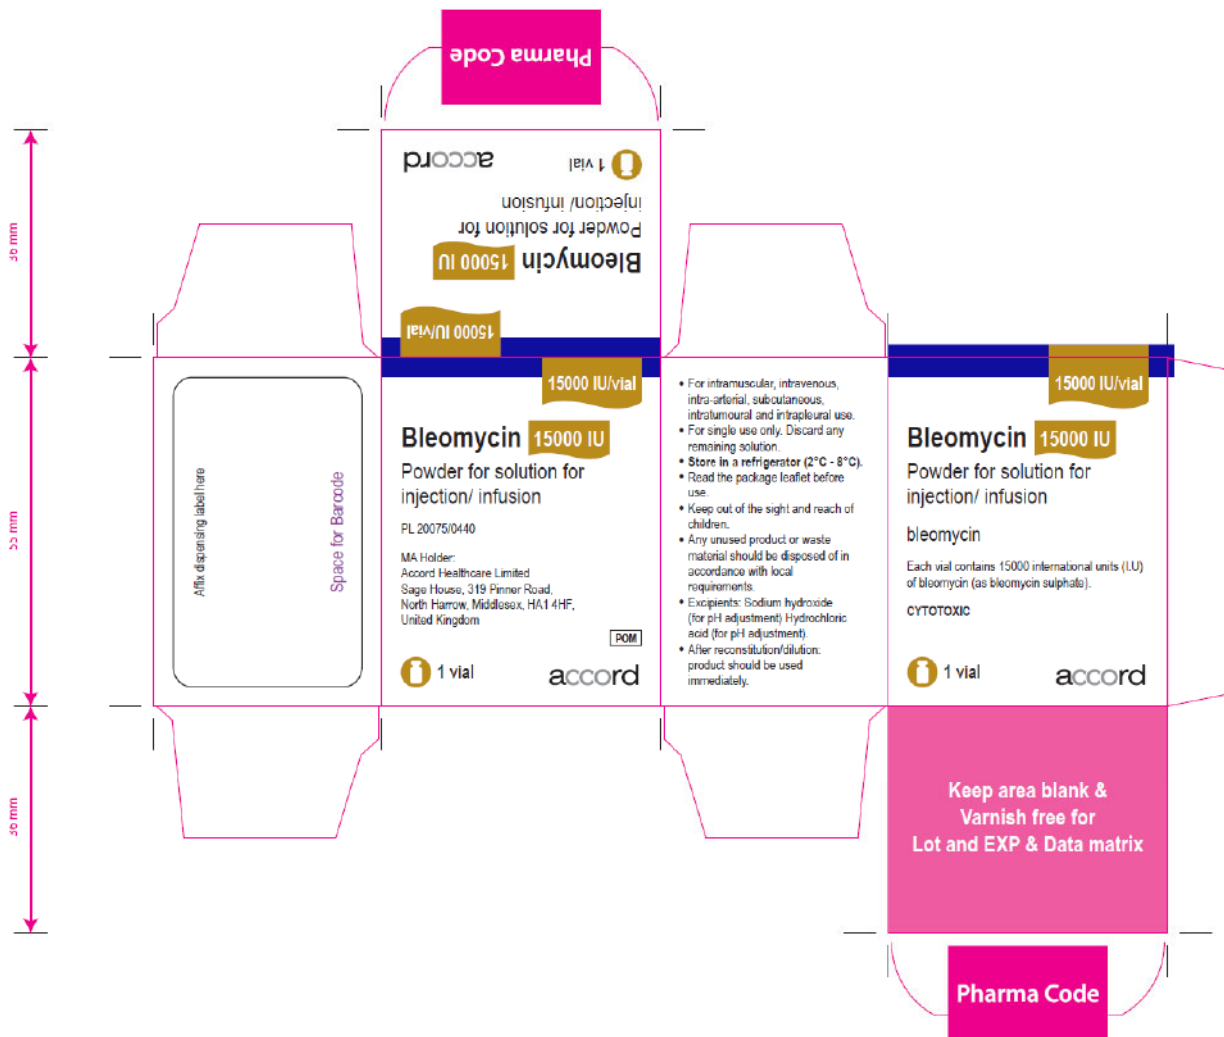 Pharma Code
accord
1 vial
Powder for solution for
injection/ infusion
Bleomycin 15000 IU
15000 IU/vial
36 mm
55 mm
36 mm
Affix dispensing label here
Space for Barcode
15000 IU/vial
Bleomycin 15000 IU
Powder for solution for
injection/ infusion
PL 20075/0440
MA Holder:
Accord Healthcare Limited
Sage House, 319 Pinner Road,
North Harrow, Middlesex, HA1 4HF,
United Kingdom
POM
1 vial
accord
• For intramuscular, intravenous,
intra-arterial, subcutaneous,
intratumoural and intrapleural use.
• For single use only. Discard any
remaining solution.
• Store in a refrigerator (2°C - 8°C).
• Read the package leaflet before
use.
• Keep out of the sight and reach of
children.
• Any unused product or waste
material should be disposed of in
accordance with local
requirements.
• Excipients: Sodium hydroxide
(for pH adjustment) Hydrochloric
acid (for pH adjustment).
• After reconstitution/dilution:
product should be used
immediately.
15000 IU/vial
Bleomycin 15000 IU
Powder for solution for
injection/ infusion
bleomycin
Each vial contains 15000 international units (I.U)
of bleomycin (as bleomycin sulphate).
CYTOTOXIC
1 vial
accord
Keep area blank &
Varnish free for
Lot and EXP & Data matrix
Pharma Code